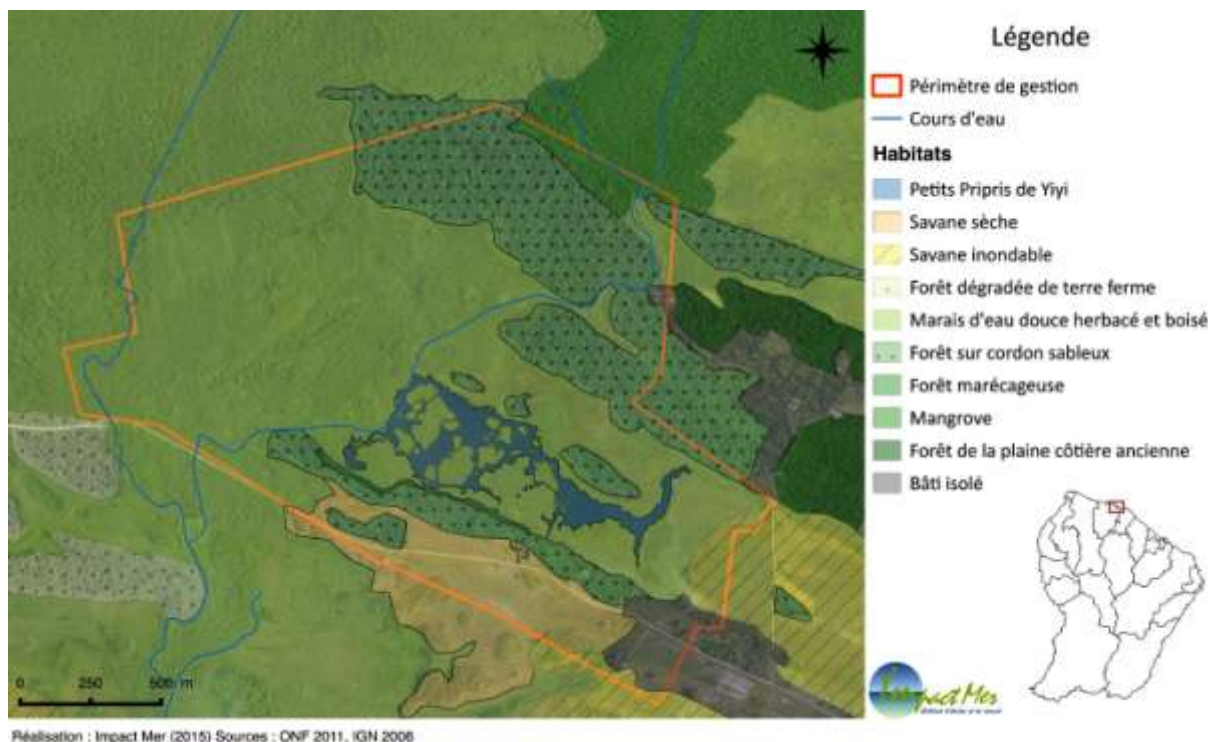 Légende
Périmètre de gestion
Cours d'eau
Habitats
Petits Pripris de Yiyi
Savane sèche
Savane inondable
Forêt dégradée de terre ferme
Marais d'eau douce herbacé et boisé
Forêt sur cordon sableux
Forêt marécageuse
Mangrove
Forêt de la plaine côtière ancienne
Bâti isolé
0 250 500 m
Impact Mer
Réalisation : Impact Mer (2015) Sources : ONF 2011, IGN 2006